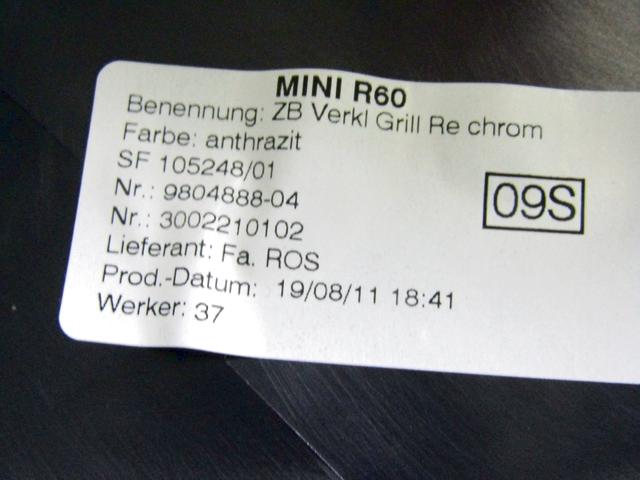 MINI R60
Benennung: ZB Verkl Grill Re chrom
Farbe: anthrazit
SF 105248/01
Nr.: 9804888-04
Nr.: 3002210102
Lieferant: Fa. ROS
Prod.-Datum: 19/08/11 18:41
Werker: 37
09S